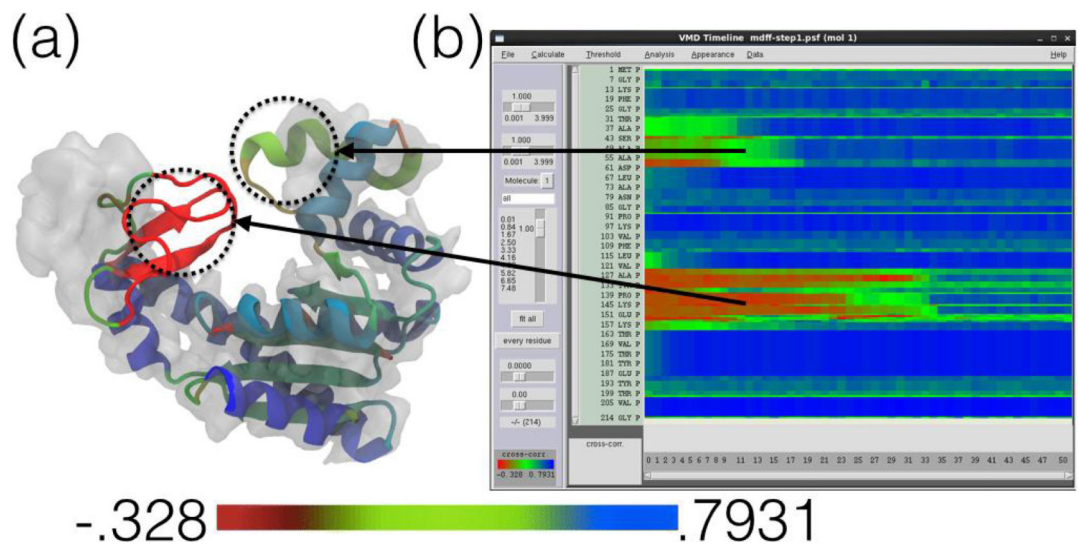 (a)
(b)
VMD Timeline mdff-step1.psf (mol 1)
File Calculate Threshold Analysis Appearance Data Help
1.000
0.001 3.999
1.000
0.001 3.999
Molecule: 1
all
0.01
0.84
1.67
2.50
3.33
4.16
5.82
6.65
7.48
1.00
fit all
every residue
0.0000
0.00
-/- (214)
cross-corr.
-0.328 0.7931
1 MET P
7 GLY P
13 LYS P
19 PHE P
25 GLY P
31 THR P
37 ALA P
43 SER P
49 ALA P
55 ALA P
61 ASP P
67 LEU P
73 ALA P
79 ASN P
85 GLY P
91 PRO P
97 LYS P
103 VAL P
109 PHE P
115 LEU P
121 VAL P
127 ALA P
139 PRO P
145 LYS P
151 GLU P
157 LYS P
163 THR P
169 VAL P
175 THR P
181 TYR P
187 GLU P
193 TYR P
199 THR P
205 VAL P
214 GLY P
cross-corr.
0 1 2 3 4 5 6 7 8 9 11 13 15 17 19 21 23 25 27 29 31 33 35 37 39 41 43 45 47 50
-.328 .7931